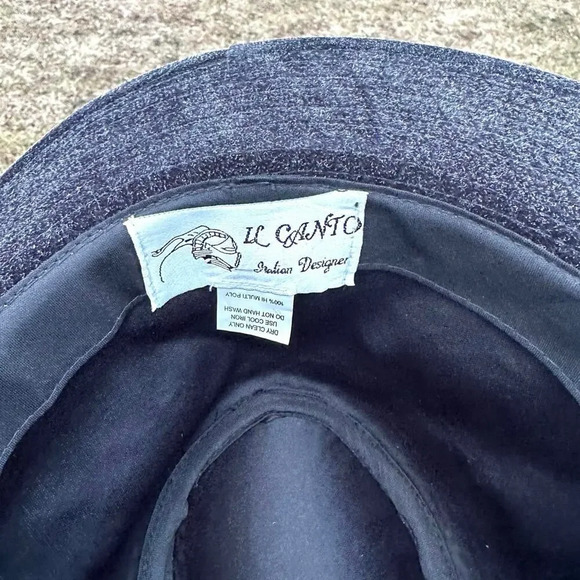 IL CANTO
Italian Designer
100% HI MULTI POLY
DO NOT HAND WASH
USE COOL IRON
DRY CLEAN ONLY